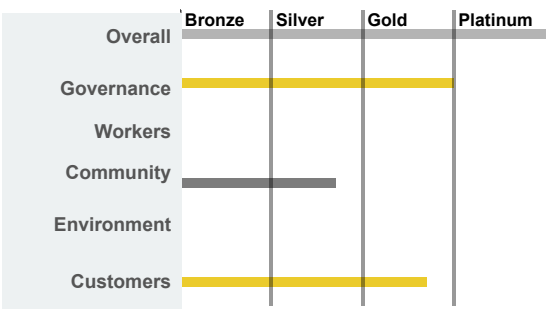 Bronze Silver Gold Platinum
Overall
Governance
Workers
Community
Environment
Customers